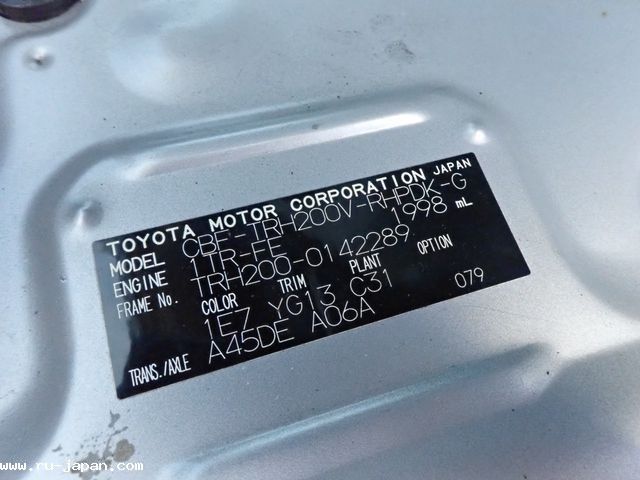 TOYOTA MOTOR CORPORATION JAPAN
MODEL CBF-TRH200V-RHPDK-G
ENGINE 1TR-FE 1998 mL
FRAME No. TRH200-0142289
COLOR TRIM PLANT OPTION
1E7 YG13 C31 079
TRANS./AXLE A45DE A06A
www.ru-japan.com